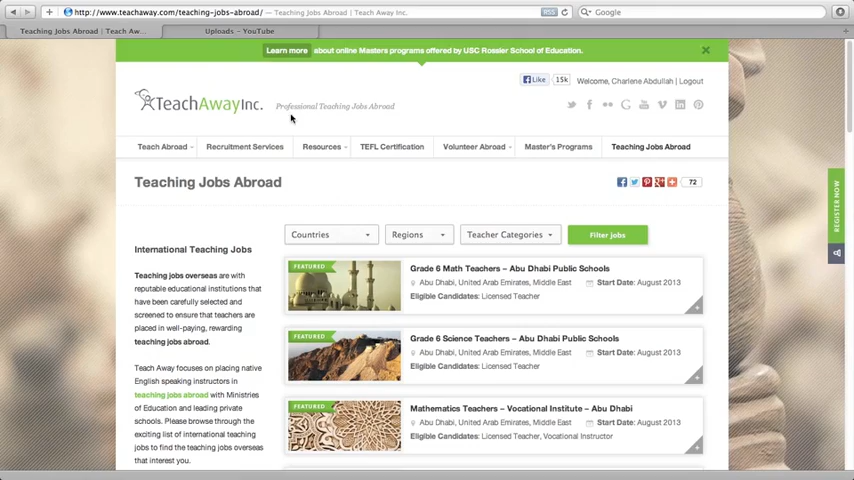 http://www.teachaway.com/teaching-jobs-abroad/ — Teaching Jobs Abroad | Teach Away Inc.
RSS
Google
Teaching Jobs Abroad | Teach Aw...
Uploads - YouTube
Learn more about online Masters programs offered by USC Rossier School of Education.
Like 15k
Welcome, Charlene Abdullah | Logout
TeachAway Inc.
Professional Teaching Jobs Abroad
Teach Abroad
Recruitment Services
Resources
TEFL Certification
Volunteer Abroad
Master's Programs
Teaching Jobs Abroad
Teaching Jobs Abroad
72
REGISTER NOW
Countries
Regions
Teacher Categories
Filter jobs
International Teaching Jobs
Teaching jobs overseas are with
reputable educational institutions that
have been carefully selected and
screened to ensure that teachers are
placed in well-paying, rewarding
teaching jobs abroad.
Teach Away focuses on placing native
English speaking instructors in
teaching jobs abroad with Ministries
of Education and leading private
schools. Please browse through the
exciting list of international teaching
jobs to find the teaching jobs overseas
that interest you.
FEATURED
Grade 6 Math Teachers – Abu Dhabi Public Schools
Abu Dhabi, United Arab Emirates, Middle East
Start Date: August 2013
Eligible Candidates: Licensed Teacher
FEATURED
Grade 6 Science Teachers – Abu Dhabi Public Schools
Abu Dhabi, United Arab Emirates, Middle East
Start Date: August 2013
Eligible Candidates: Licensed Teacher
FEATURED
Mathematics Teachers – Vocational Institute – Abu Dhabi
Abu Dhabi, United Arab Emirates, Middle East
Start Date: August 2013
Eligible Candidates: Licensed Teacher, Vocational Instructor